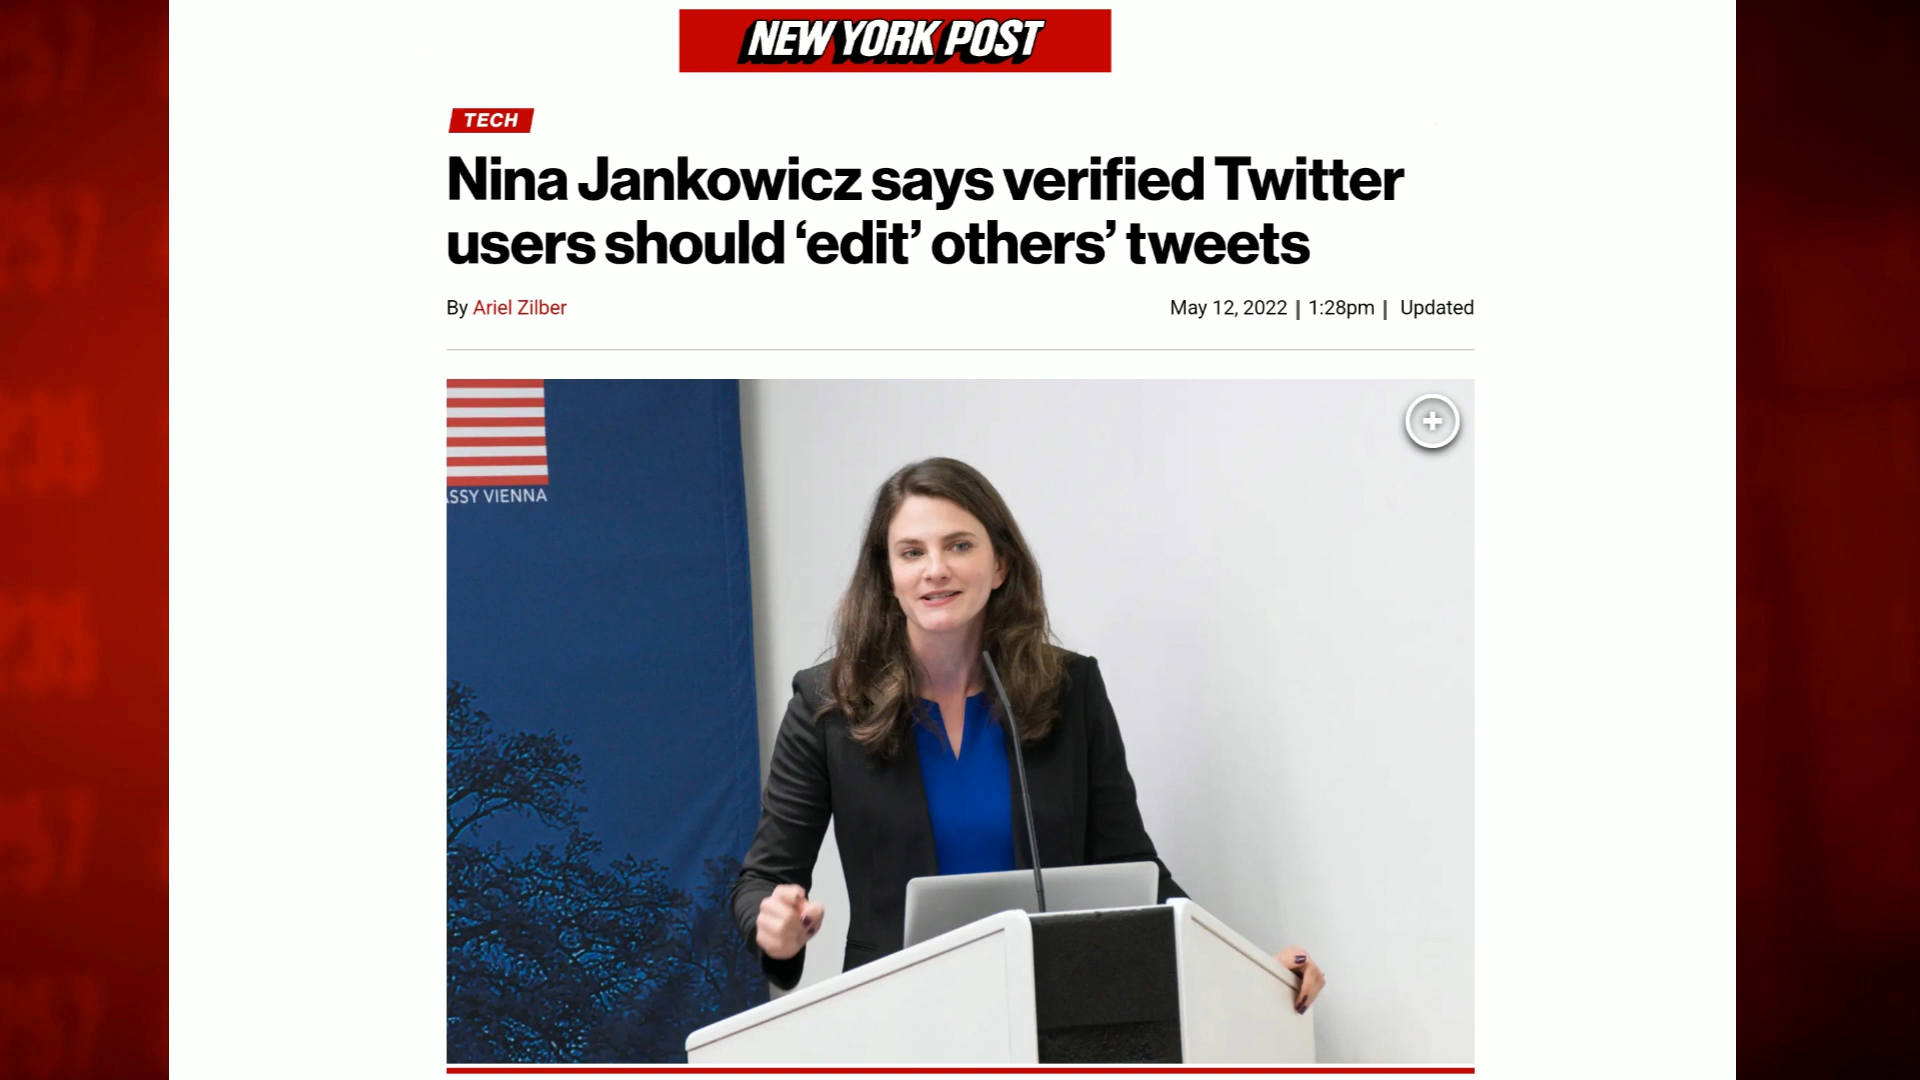 NEW YORK POST
TECH
Nina Jankowicz says verified Twitter
users should ‘edit’ others’ tweets
By Ariel Zilber
May 12, 2022 | 1:28pm | Updated
ASSY VIENNA